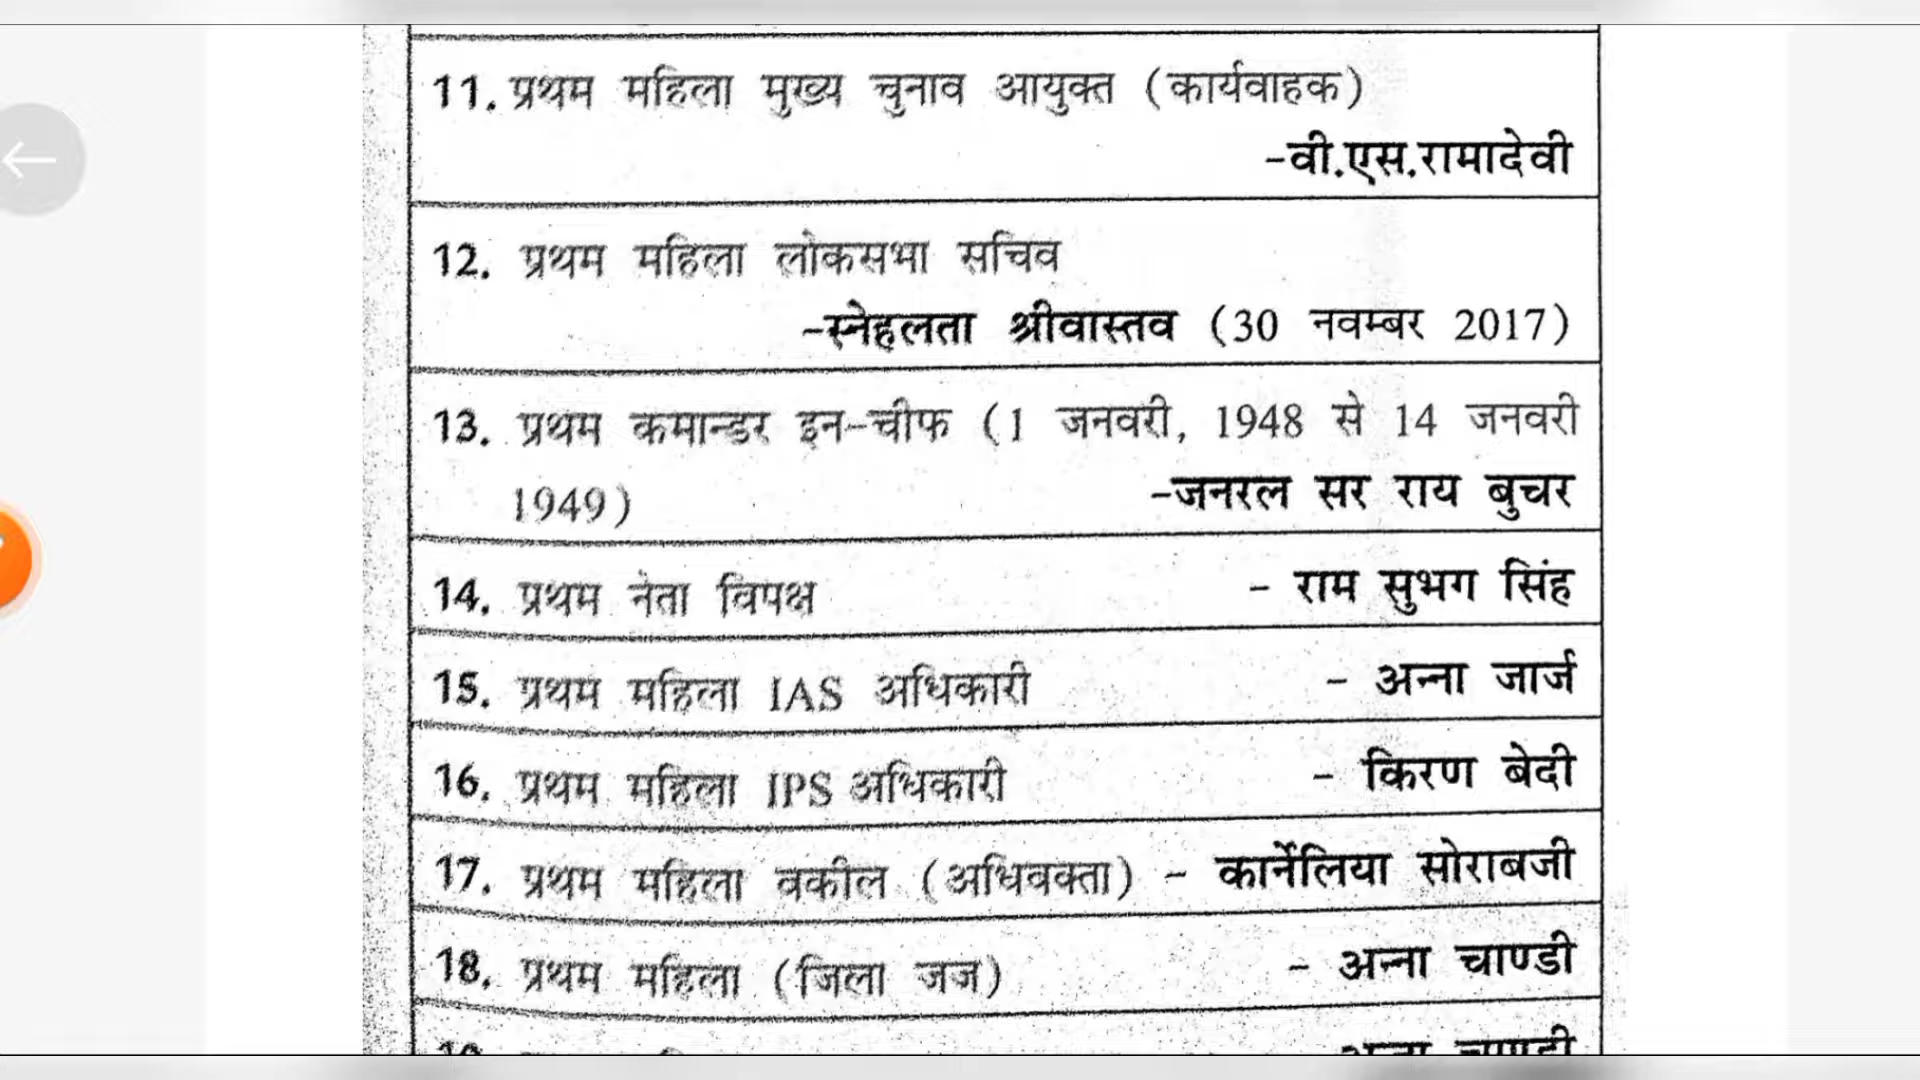 11. प्रथम महिला मुख्य चुनाव आयुक्त (कार्यवाहक)
-वी.एस.रामादेवी
12. प्रथम महिला लोकसभा सचिव
-स्नेहलता श्रीवास्तव (30 नवम्बर 2017)
13. प्रथम कमान्डर इन-चीफ (1 जनवरी, 1948 से 14 जनवरी
1949) -जनरल सर राय बुचर
14. प्रथम नेता विपक्ष - राम सुभग सिंह
15. प्रथम महिला IAS अधिकारी - अन्ना जार्ज
16. प्रथम महिला IPS अधिकारी - किरण बेदी
17. प्रथम महिला वकील (अधिवक्ता) - कार्नेलिया सोराबजी
18. प्रथम महिला (जिला जज) - अन्ना चाण्डी